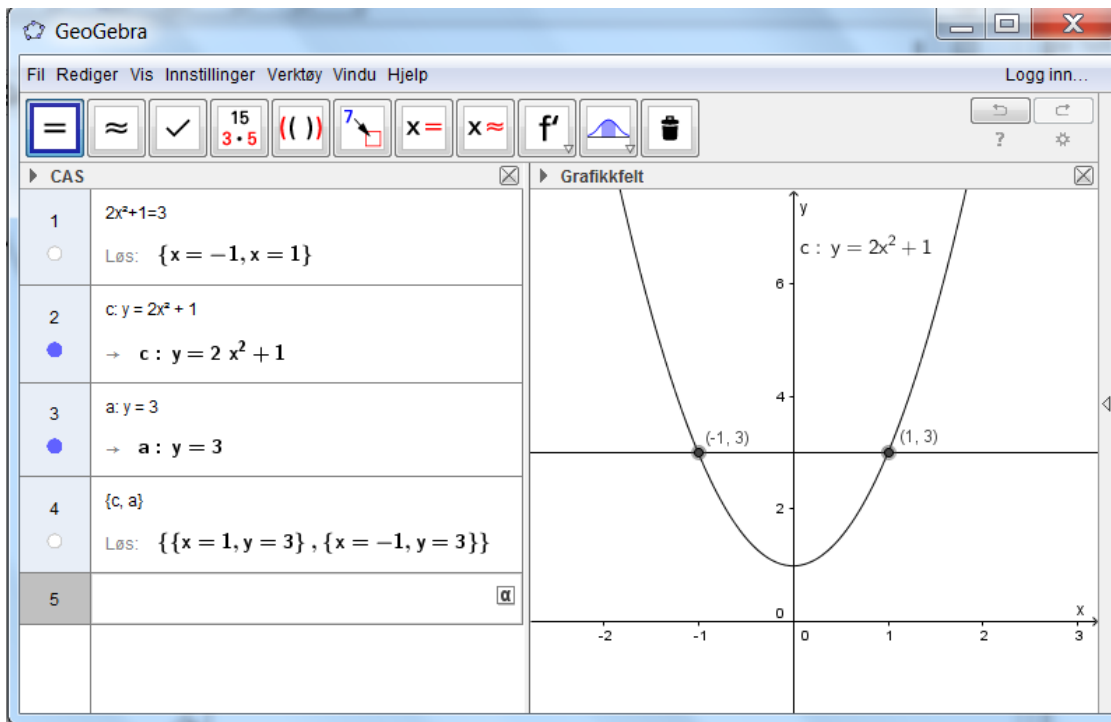 GeoGebra
Fil Rediger Vis Innstillinger Verktøy Vindu Hjelp Logg inn...
= ≈ ✓ 15 3·5 (( )) 7 x= x≈ f′
?
CAS
1
2x²+1=3
Løs: {x = −1, x = 1}
2
c: y = 2x² + 1
→ c : y = 2 x² + 1
3
a: y = 3
→ a : y = 3
4
{c, a}
Løs: {{x = 1, y = 3} , {x = −1, y = 3}}
5
α
Grafikkfelt
y
c : y = 2x² + 1
6
4
(-1, 3) (1, 3)
2
0 x
-2 -1 0 1 2 3